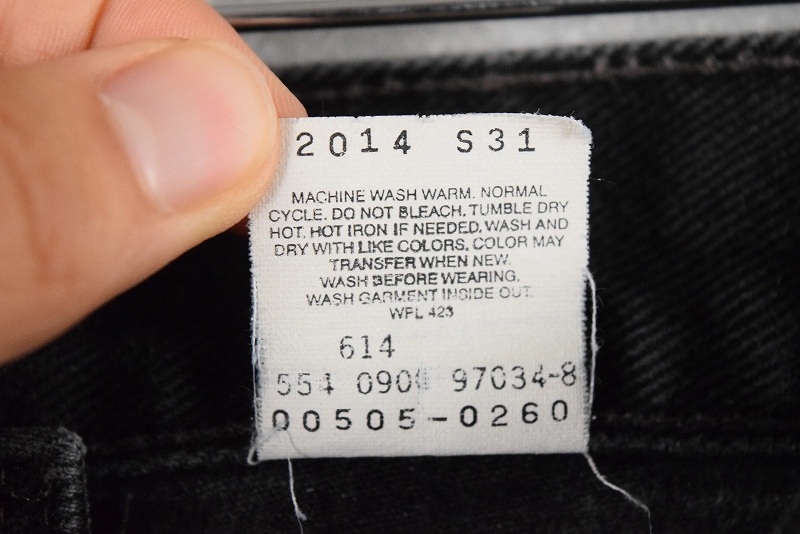 2014 S31
MACHINE WASH WARM. NORMAL
CYCLE. DO NOT BLEACH. TUMBLE DRY
HOT. HOT IRON IF NEEDED. WASH AND
DRY WITH LIKE COLORS. COLOR MAY
TRANSFER WHEN NEW.
WASH BEFORE WEARING.
WASH GARMENT INSIDE OUT.
WPL 423
614
554 97034-8
00505-0260